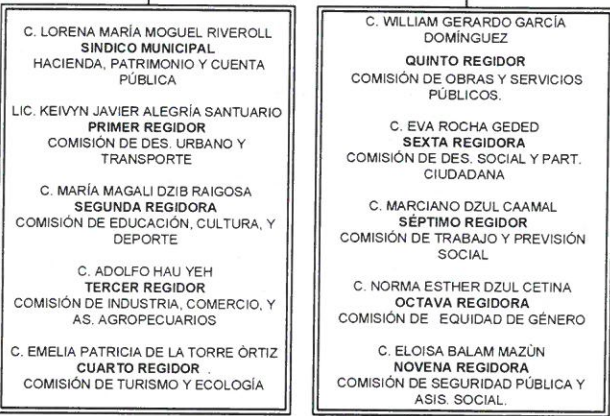 C. LORENA MARÍA MOGUEL RIVEROLL
SINDICO MUNICIPAL
HACIENDA, PATRIMONIO Y CUENTA
PÚBLICA
LIC. KEIVYN JAVIER ALEGRÍA SANTUARIO
PRIMER REGIDOR
COMISIÓN DE DES. URBANO Y
TRANSPORTE
C. MARÍA MAGALI DZIB RAIGOSA
SEGUNDA REGIDORA
COMISIÓN DE EDUCACIÓN, CULTURA, Y
DEPORTE
C. ADOLFO HAU YEH
TERCER REGIDOR
COMISIÓN DE INDUSTRIA, COMERCIO, Y
AS. AGROPECUARIOS
C. EMELIA PATRICIA DE LA TORRE ÒRTIZ
CUARTO REGIDOR
COMISIÓN DE TURISMO Y ECOLOGÍA
C. WILLIAM GERARDO GARCÍA
DOMÍNGUEZ
QUINTO REGIDOR
COMISIÓN DE OBRAS Y SERVICIOS
PÚBLICOS.
C. EVA ROCHA GEDED
SEXTA REGIDORA
COMISIÓN DE DES. SOCIAL Y PART.
CIUDADANA
C. MARCIANO DZUL CAAMAL
SÉPTIMO REGIDOR
COMISIÓN DE TRABAJO Y PREVISIÓN
SOCIAL
C. NORMA ESTHER DZUL CETINA
OCTAVA REGIDORA
COMISIÓN DE EQUIDAD DE GÉNERO
C. ELOISA BALAM MAZÙN
NOVENA REGIDORA
COMISIÓN DE SEGURIDAD PÚBLICA Y
ASIS. SOCIAL.